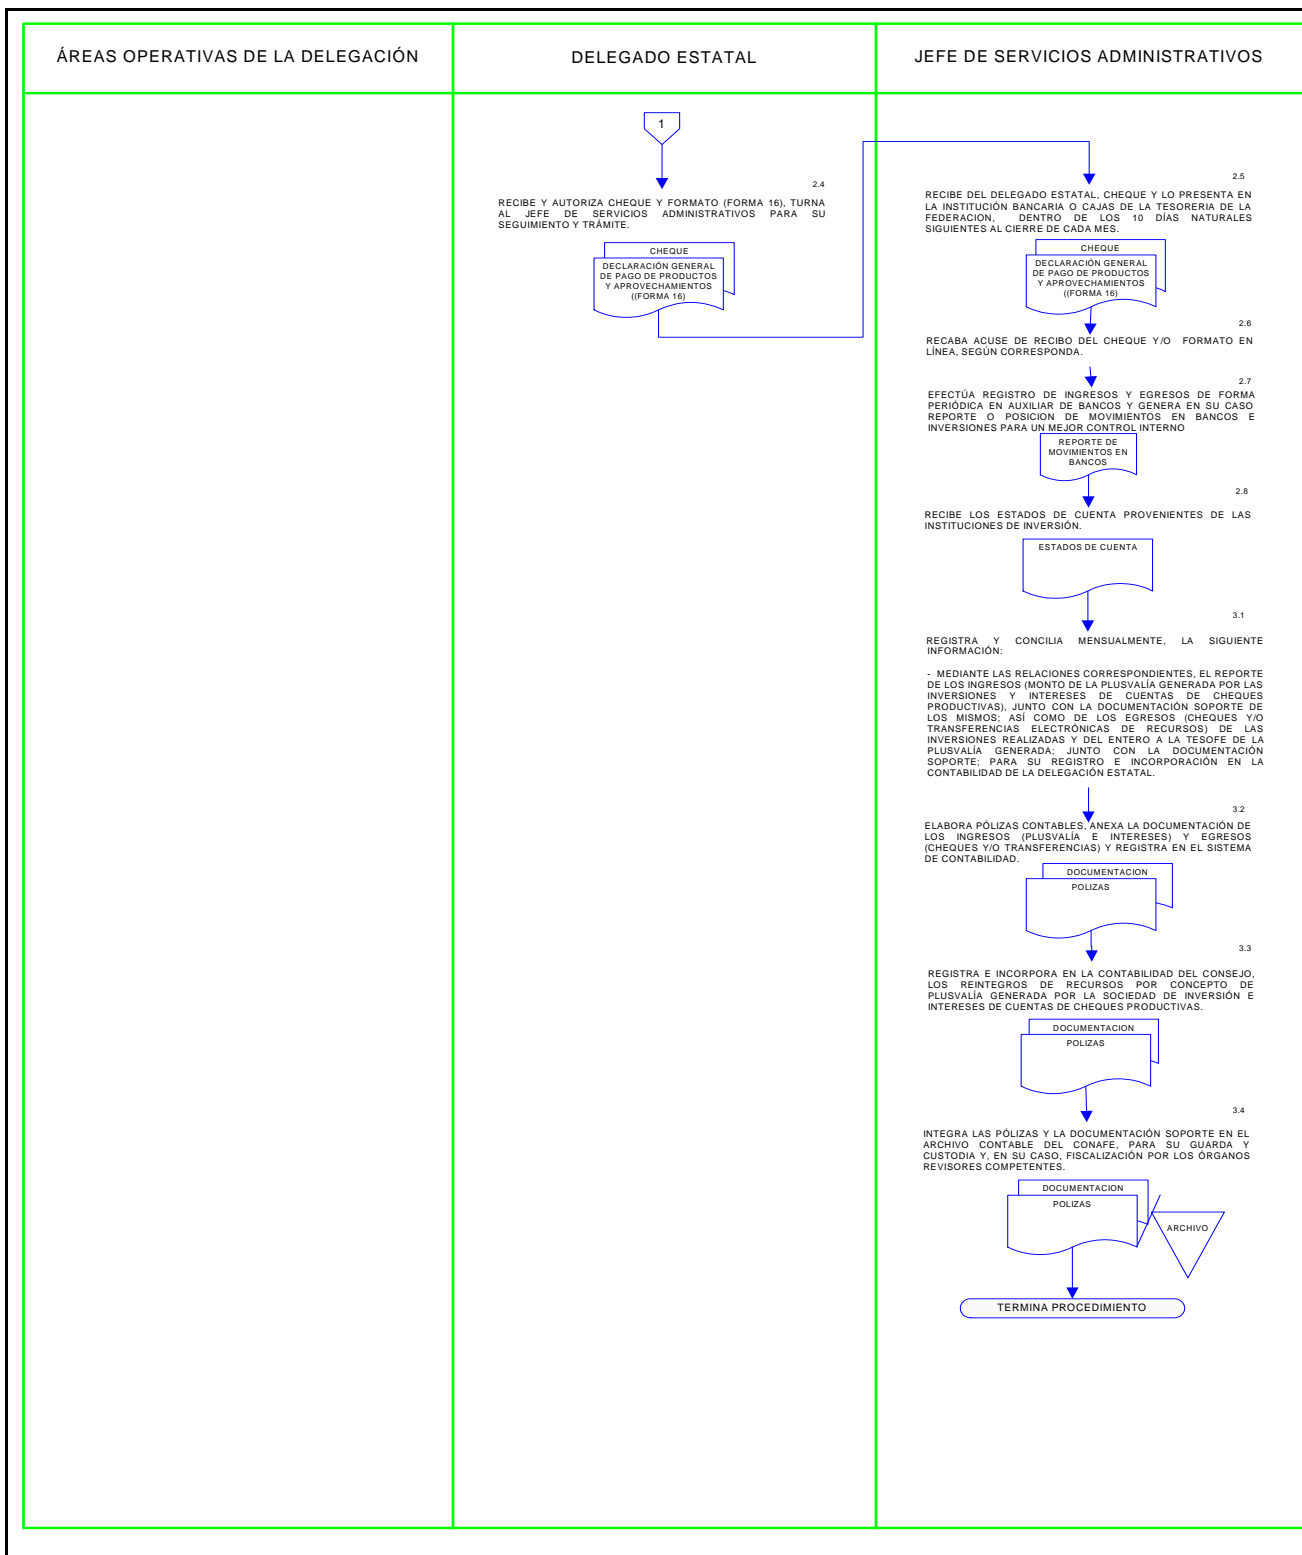 ÁREAS OPERATIVAS DE LA DELEGACIÓN
DELEGADO ESTATAL
JEFE DE SERVICIOS ADMINISTRATIVOS
1
2.4
RECIBE Y AUTORIZA CHEQUE Y FORMATO (FORMA 16), TURNA
AL JEFE DE SERVICIOS ADMINISTRATIVOS PARA SU
SEGUIMIENTO Y TRÁMITE.
CHEQUE
DECLARACIÓN GENERAL
DE PAGO DE PRODUCTOS
Y APROVECHAMIENTOS
((FORMA 16)
2.5
RECIBE DEL DELEGADO ESTATAL, CHEQUE Y LO PRESENTA EN
LA INSTITUCIÓN BANCARIA O CAJAS DE LA TESORERIA DE LA
FEDERACION, DENTRO DE LOS 10 DÍAS NATURALES
SIGUIENTES AL CIERRE DE CADA MES.
CHEQUE
DECLARACIÓN GENERAL
DE PAGO DE PRODUCTOS
Y APROVECHAMIENTOS
((FORMA 16)
2.6
RECABA ACUSE DE RECIBO DEL CHEQUE Y/O FORMATO EN
LÍNEA, SEGÚN CORRESPONDA.
2.7
EFECTÚA REGISTRO DE INGRESOS Y EGRESOS DE FORMA
PERIÓDICA EN AUXILIAR DE BANCOS Y GENERA EN SU CASO
REPORTE O POSICION DE MOVIMIENTOS EN BANCOS E
INVERSIONES PARA UN MEJOR CONTROL INTERNO
REPORTE DE
MOVIMIENTOS EN
BANCOS
2.8
RECIBE LOS ESTADOS DE CUENTA PROVENIENTES DE LAS
INSTITUCIONES DE INVERSIÓN.
ESTADOS DE CUENTA
3.1
REGISTRA Y CONCILIA MENSUALMENTE, LA SIGUIENTE
INFORMACIÓN:
- MEDIANTE LAS RELACIONES CORRESPONDIENTES, EL REPORTE
DE LOS INGRESOS (MONTO DE LA PLUSVALÍA GENERADA POR LAS
INVERSIONES Y INTERESES DE CUENTAS DE CHEQUES
PRODUCTIVAS), JUNTO CON LA DOCUMENTACIÓN SOPORTE DE
LOS MISMOS; ASÍ COMO DE LOS EGRESOS (CHEQUES Y/O
TRANSFERENCIAS ELECTRÓNICAS DE RECURSOS) DE LAS
INVERSIONES REALIZADAS Y DEL ENTERO A LA TESOFE DE LA
PLUSVALÍA GENERADA; JUNTO CON LA DOCUMENTACIÓN
SOPORTE; PARA SU REGISTRO E INCORPORACIÓN EN LA
CONTABILIDAD DE LA DELEGACIÓN ESTATAL.
3.2
ELABORA PÓLIZAS CONTABLES, ANEXA LA DOCUMENTACIÓN DE
LOS INGRESOS (PLUSVALÍA E INTERESES) Y EGRESOS
(CHEQUES Y/O TRANSFERENCIAS) Y REGISTRA EN EL SISTEMA
DE CONTABILIDAD.
DOCUMENTACION
POLIZAS
3.3
REGISTRA E INCORPORA EN LA CONTABILIDAD DEL CONSEJO,
LOS REINTEGROS DE RECURSOS POR CONCEPTO DE
PLUSVALÍA GENERADA POR LA SOCIEDAD DE INVERSIÓN E
INTERESES DE CUENTAS DE CHEQUES PRODUCTIVAS.
DOCUMENTACION
POLIZAS
3.4
INTEGRA LAS PÓLIZAS Y LA DOCUMENTACIÓN SOPORTE EN EL
ARCHIVO CONTABLE DEL CONAFE, PARA SU GUARDA Y
CUSTODIA Y, EN SU CASO, FISCALIZACIÓN POR LOS ÓRGANOS
REVISORES COMPETENTES.
DOCUMENTACION
POLIZAS
ARCHIVO
TERMINA PROCEDIMIENTO